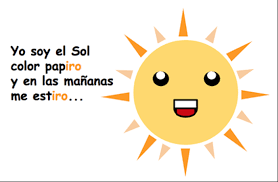 Yo soy el Sol
color papiro
y en las mañanas
me estiro...